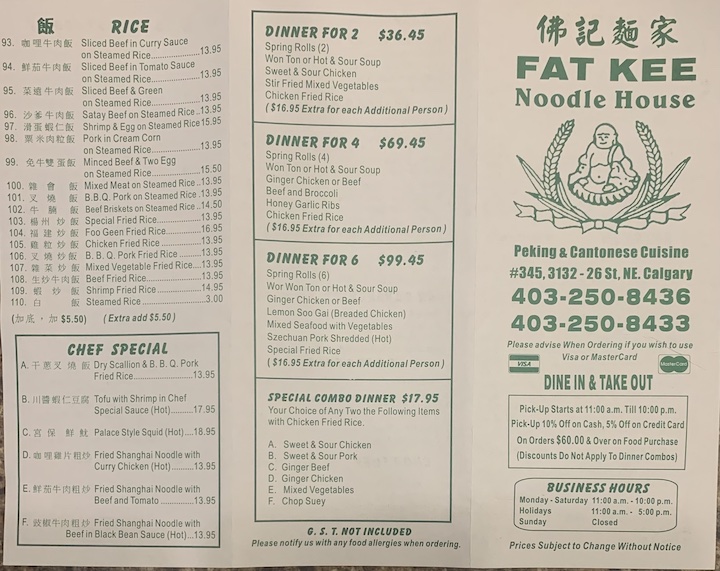 飯 RICE
93. 咖喱牛肉飯 Sliced Beef in Curry Sauce
on Steamed Rice..................13.95
94. 鮮茄牛肉飯 Sliced Beef in Tomato Sauce
on Steamed Rice..................13.95
95. 菜遠牛肉飯 Sliced Beef & Green
on Steamed Rice..................13.95
96. 沙爹牛肉飯 Satay Beef on Steamed Rice..13.95
97. 滑蛋蝦仁飯 Shrimp & Egg on Steamed Rice 15.95
98. 粟米肉粒飯 Pork in Cream Corn
on Steamed Rice..................13.95
99. 免牛雙蛋飯 Minced Beef & Two Egg
on Steamed Rice..................15.50
100. 雜會飯 Mixed Meat on Steamed Rice..13.95
101. 叉燒飯 B.B.Q. Pork on Steamed Rice.13.95
102. 牛腩飯 Beef Briskets on Steamed Rice..14.50
103. 楊州炒飯 Special Fried Rice................13.95
104. 福建炒飯 Foo Geen Fried Rice...........16.95
105. 雞粒炒飯 Chicken Fried Rice..............13.95
106. 叉燒炒飯 B. B. Q. Pork Fried Rice.......13.95
107. 雜菜炒飯 Mixed Vegetable Fried Rice..13.95
108. 生炒牛肉飯 Beef Fried Rice....................13.95
109. 蝦炒飯 Shrimp Fried Rice................14.95
110. 白飯 Steamed Rice.........................3.00
(加底，加 $5.50) (Extra add $5.50)
CHEF SPECIAL
A. 干蔥叉燒飯 Dry Scallion & B. B. Q. Pork
Fried Rice......................13.95
B. 川醬蝦仁豆腐 Tofu with Shrimp in Chef
Special Sauce (Hot).......17.95
C. 宮保鮮魷 Palace Style Squid (Hot)....18.95
D. 咖喱雞片粗炒 Fried Shanghai Noodle with
Curry Chicken (Hot).......13.95
E. 鮮茄牛肉粗炒 Fried Shanghai Noodle with
Beef and Tomato ............13.95
F. 豉椒牛肉粗炒 Fried Shanghai Noodle with
Beef in Black Bean Sauce (Hot)...13.95
DINNER FOR 2 $36.45
Spring Rolls (2)
Won Ton or Hot & Sour Soup
Sweet & Sour Chicken
Stir Fried Mixed Vegetables
Chicken Fried Rice
( $16.95 Extra for each Additional Person )
DINNER FOR 4 $69.45
Spring Rolls (4)
Won Ton or Hot & Sour Soup
Ginger Chicken or Beef
Beef and Broccoli
Honey Garlic Ribs
Chicken Fried Rice
( $16.95 Extra for each Additional Person )
DINNER FOR 6 $99.45
Spring Rolls (6)
Wor Won Ton or Hot & Sour Soup
Ginger Chicken or Beef
Lemon Soo Gai (Breaded Chicken)
Mixed Seafood with Vegetables
Szechuan Pork Shredded (Hot)
Special Fried Rice
( $16.95 Extra for each Additional Person )
SPECIAL COMBO DINNER $17.95
Your Choice of Any Two the Following Items
with Chicken Fried Rice.
A. Sweet & Sour Chicken
B. Sweet & Sour Pork
C. Ginger Beef
D. Ginger Chicken
E. Mixed Vegetables
F. Chop Suey
G. S. T. NOT INCLUDED
Please notify us with any food allergies when ordering.
佛記麵家
FAT KEE
Noodle House
Peking & Cantonese Cuisine
#345, 3132 - 26 St, NE. Calgary
403-250-8436
403-250-8433
Please advise When Ordering if you wish to use
Visa or MasterCard
VISA
MasterCard
DINE IN & TAKE OUT
Pick-Up Starts at 11:00 a.m. Till 10:00 p.m.
Pick-Up 10% Off on Cash, 5% Off on Credit Card
On Orders $60.00 & Over on Food Purchase
(Discounts Do Not Apply To Dinner Combos)
BUSINESS HOURS
Monday - Saturday 11:00 a.m. - 10:00 p.m.
Holidays 11:00 a.m. - 5:00 p.m.
Sunday Closed
Prices Subject to Change Without Notice